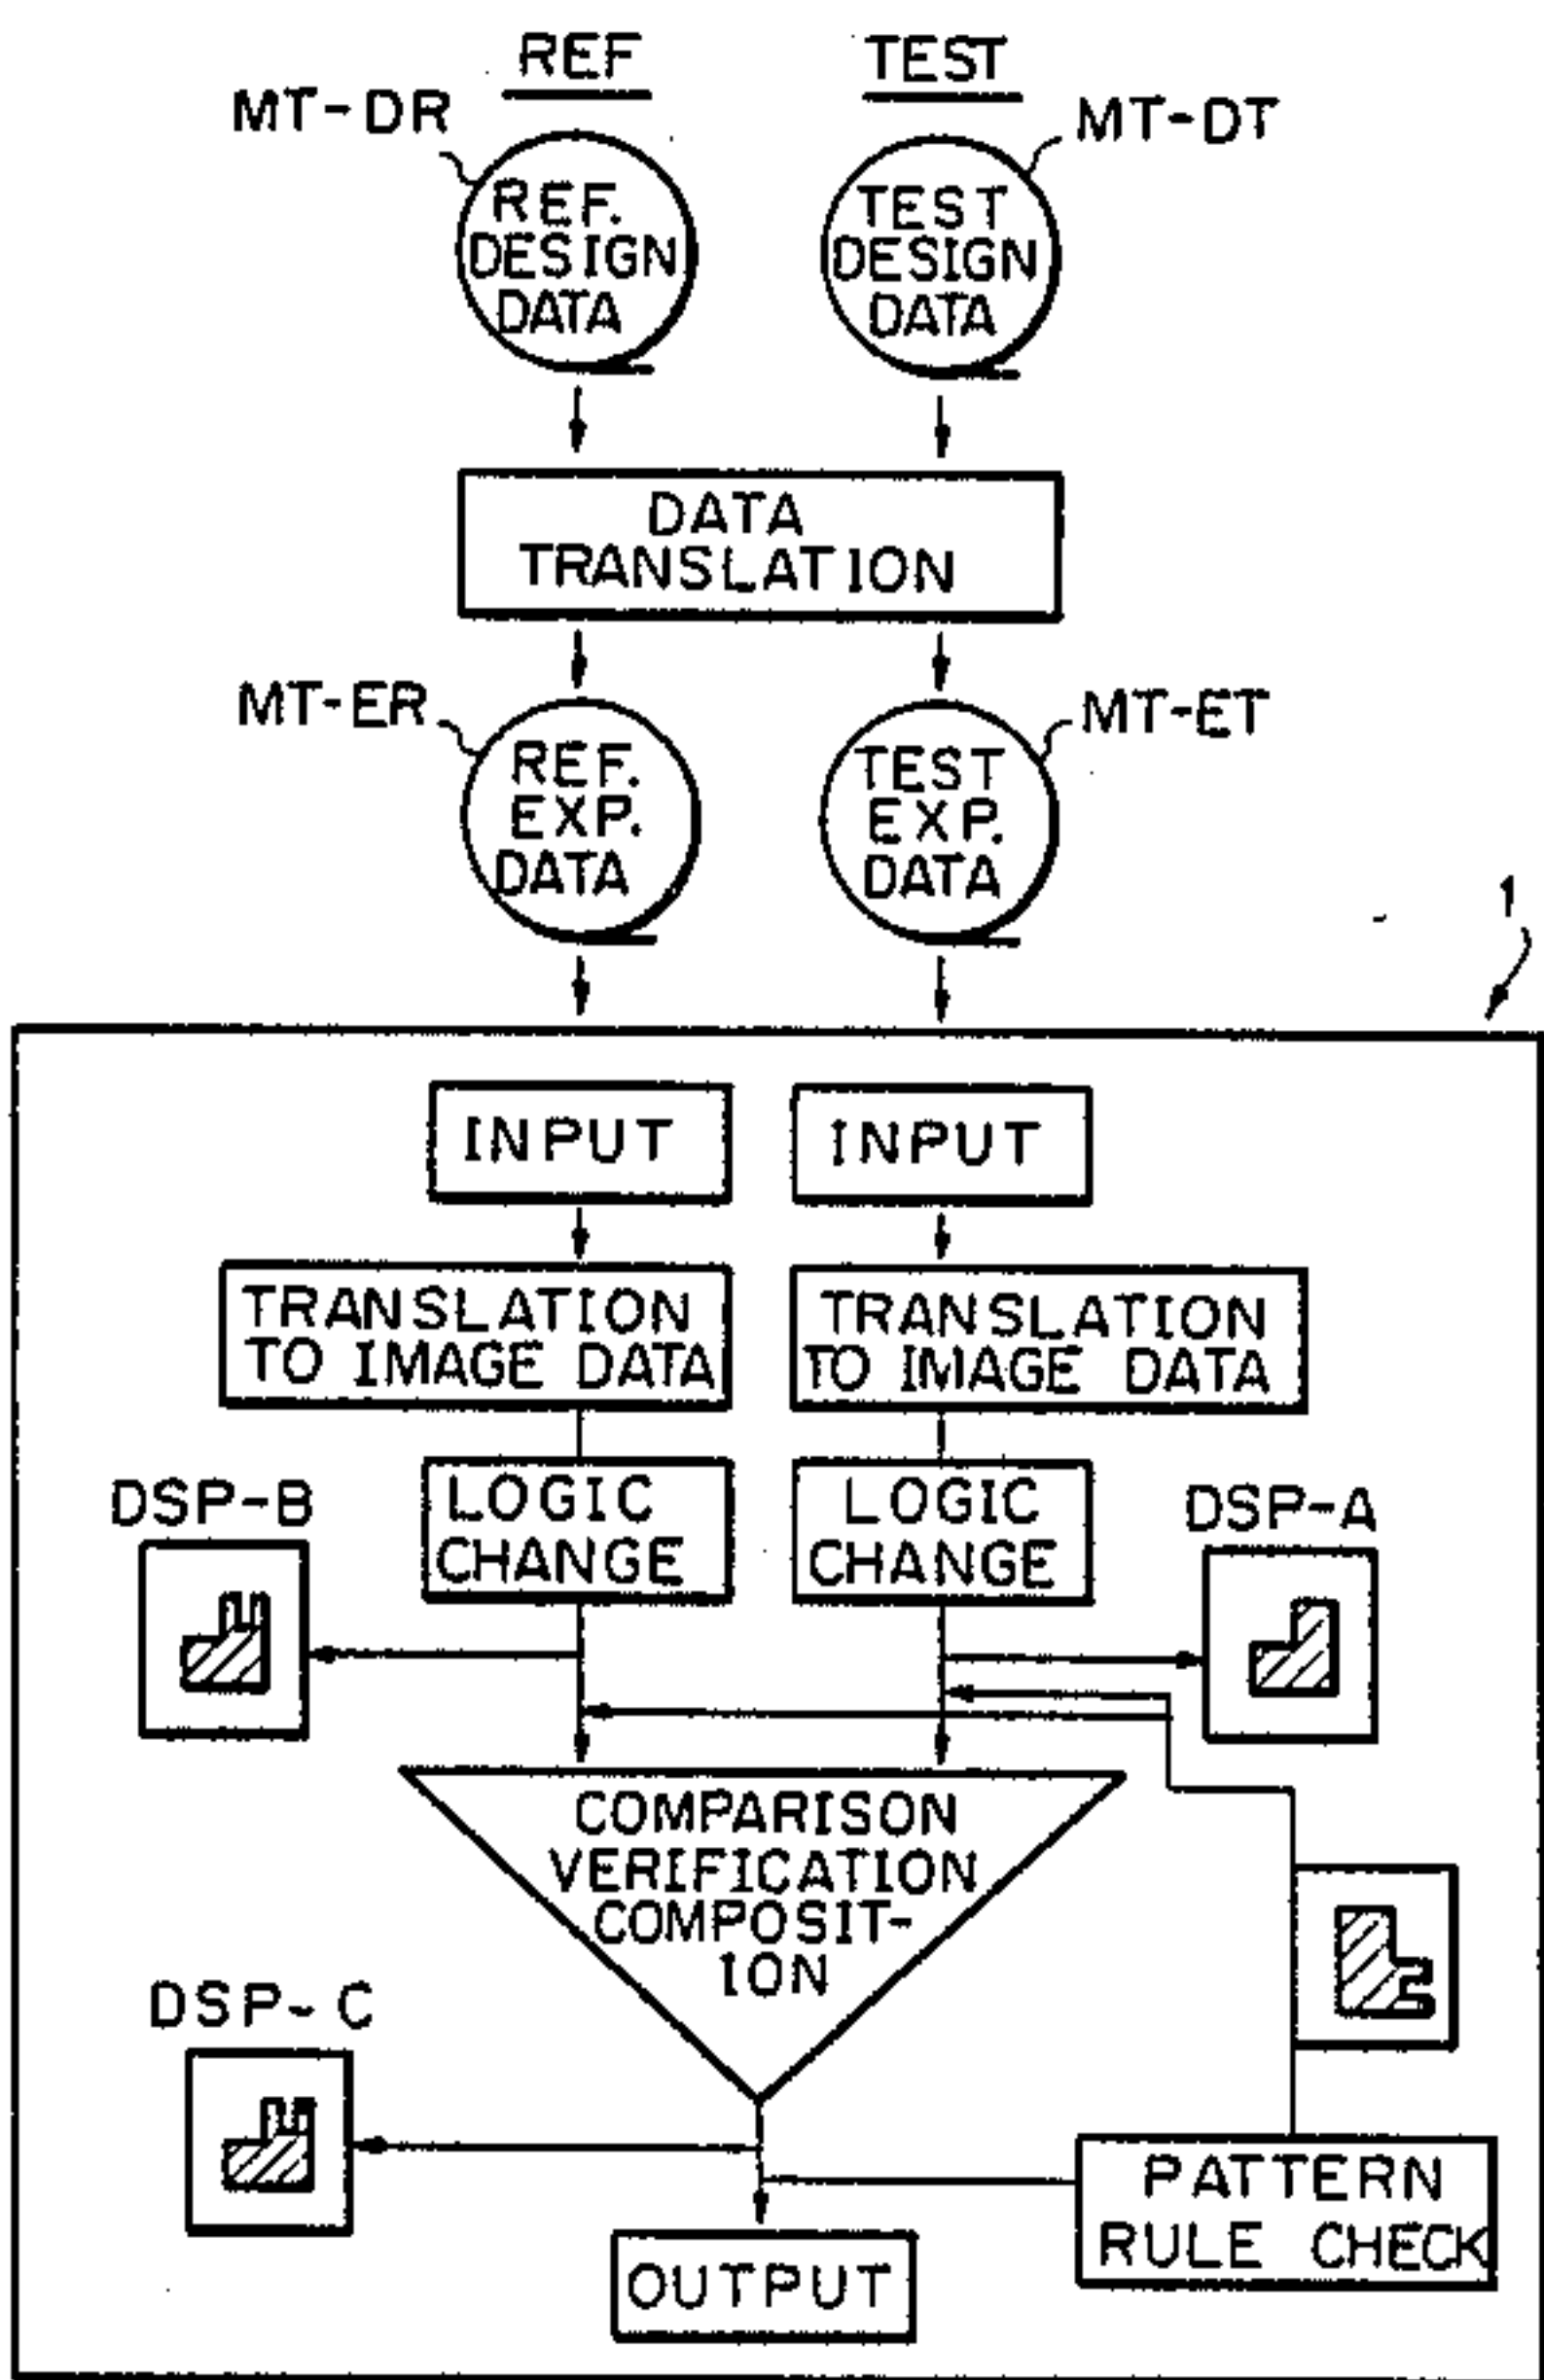 REF
TEST
MT-DR
MT-DT
REF.
DESIGN
DATA
TEST
DESIGN
DATA
DATA
TRANSLATION
MT-ER
MT-ET
REF.
EXP.
DATA
TEST
EXP.
DATA
1
INPUT
INPUT
TRANSLATION
TO IMAGE DATA
TRANSLATION
TO IMAGE DATA
LOGIC
CHANGE
LOGIC
CHANGE
DSP-B
DSP-A
COMPARISON
VERIFICATION
COMPOSIT-
ION
DSP-C
PATTERN
RULE CHECK
OUTPUT